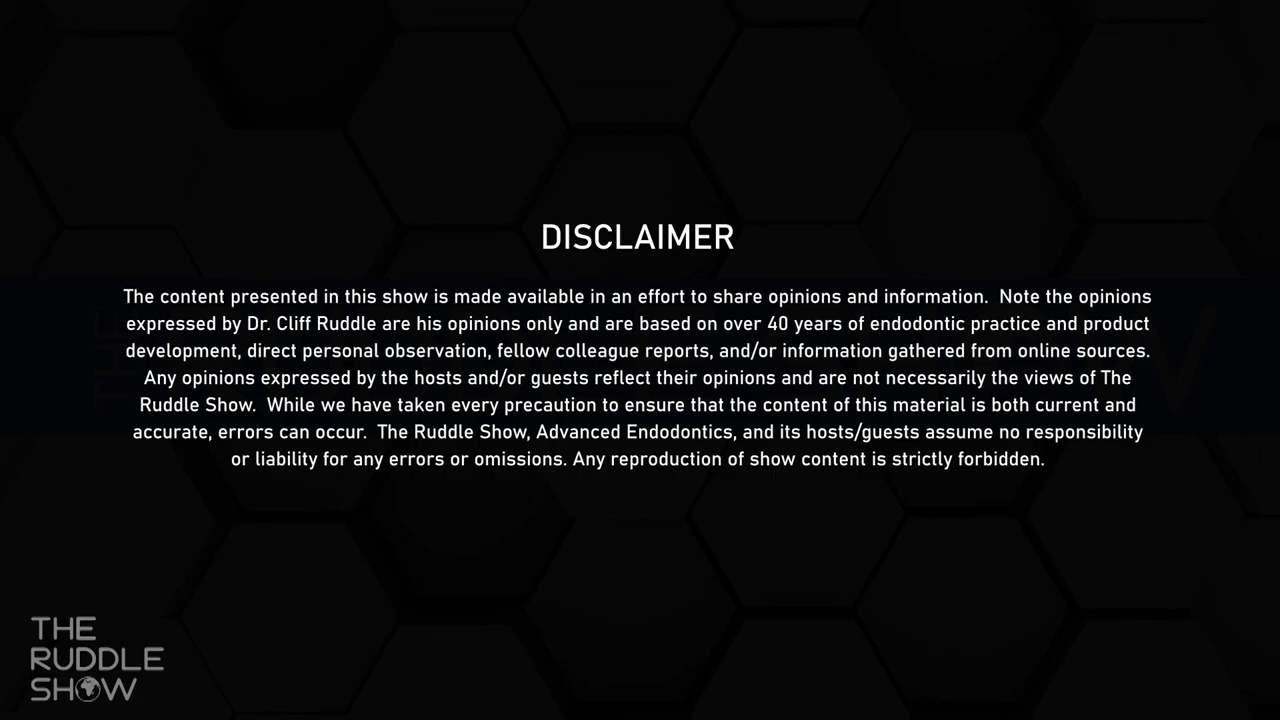 DISCLAIMER
The content presented in this show is made available in an effort to share opinions and information.  Note the opinions
expressed by Dr. Cliff Ruddle are his opinions only and are based on over 40 years of endodontic practice and product
development, direct personal observation, fellow colleague reports, and/or information gathered from online sources.
Any opinions expressed by the hosts and/or guests reflect their opinions and are not necessarily the views of The
Ruddle Show.  While we have taken every precaution to ensure that the content of this material is both current and
accurate, errors can occur.  The Ruddle Show, Advanced Endodontics, and its hosts/guests assume no responsibility
or liability for any errors or omissions. Any reproduction of show content is strictly forbidden.
THE
RUDDLE
SHOW